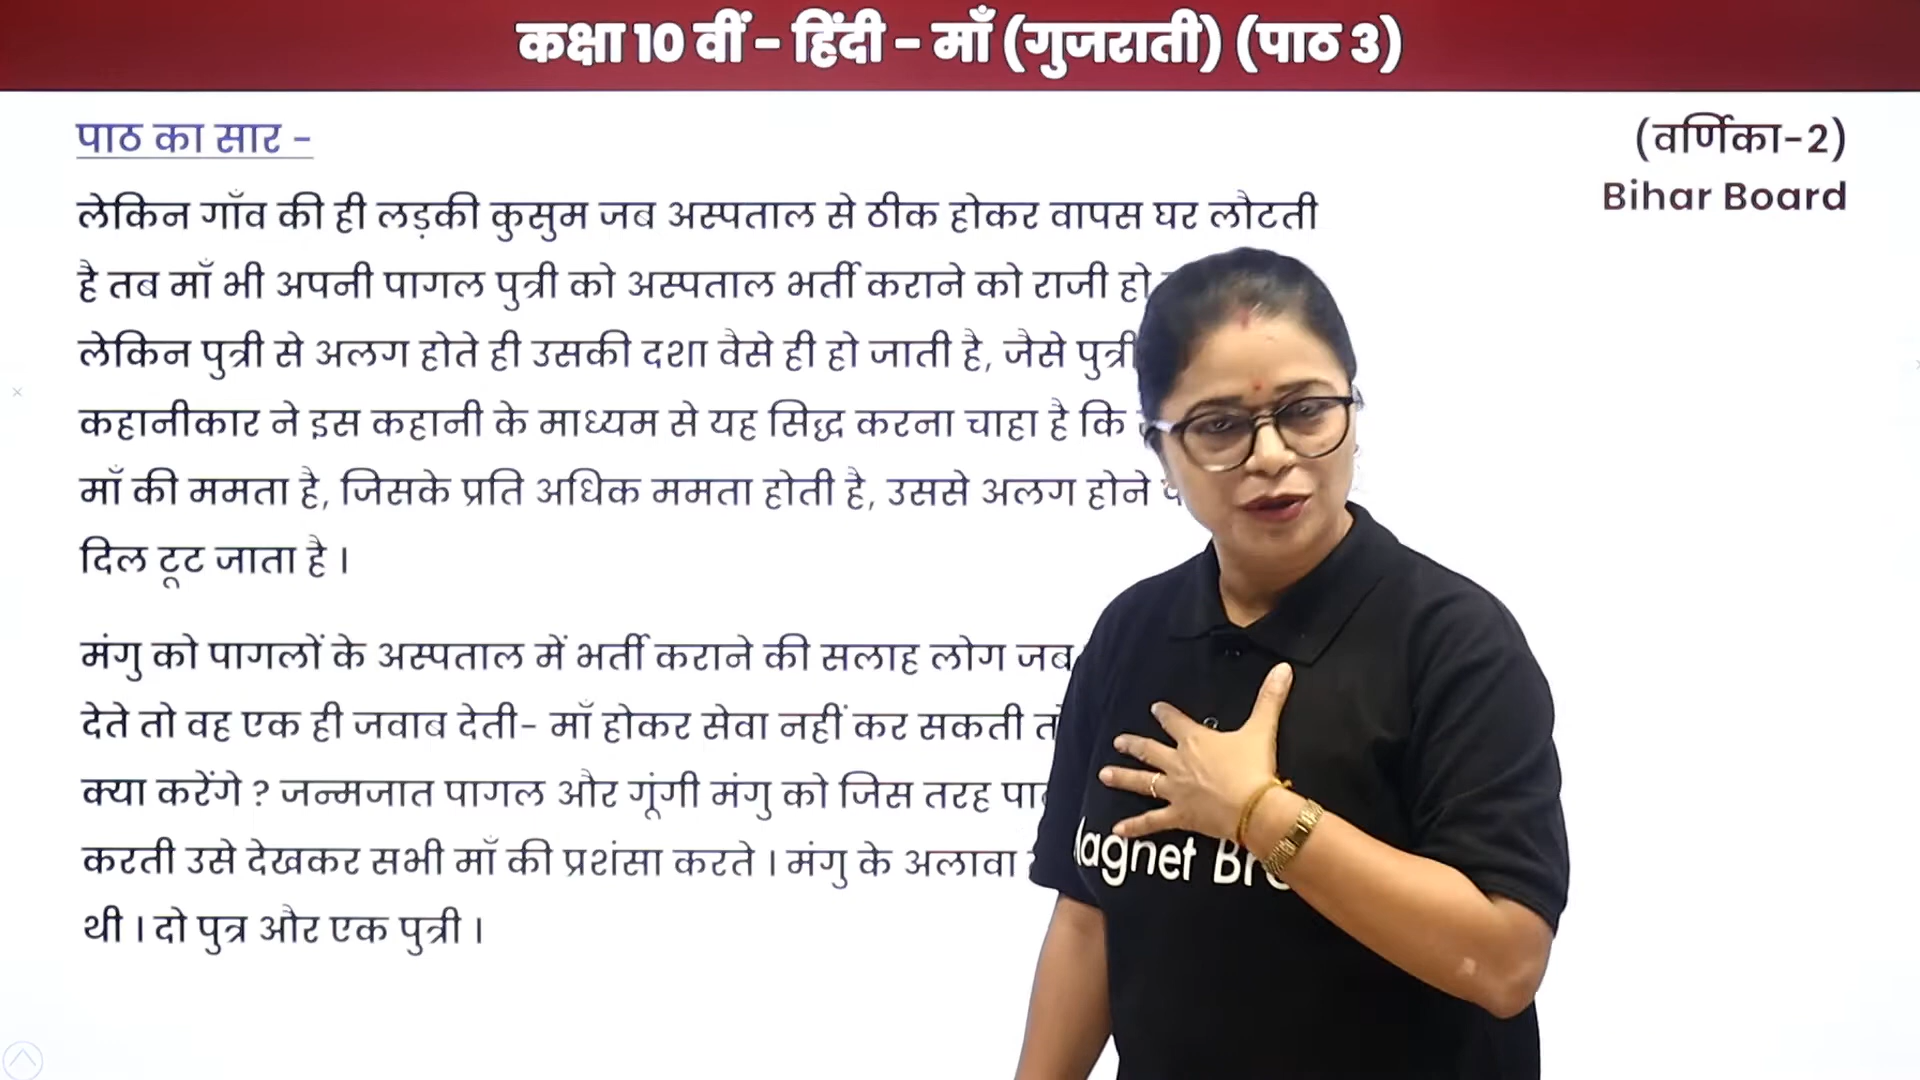 कक्षा 10 वीं - हिंदी - माँ (गुजराती) (पाठ 3)
पाठ का सार -
(वर्णिका-2)
Bihar Board
लेकिन गाँव की ही लड़की कुसुम जब अस्पताल से ठीक होकर वापस घर लौटती
है तब माँ भी अपनी पागल पुत्री को अस्पताल भर्ती कराने को राजी हो
लेकिन पुत्री से अलग होते ही उसकी दशा वैसे ही हो जाती है, जैसे पुत्री
कहानीकार ने इस कहानी के माध्यम से यह सिद्ध करना चाहा है कि
माँ की ममता है, जिसके प्रति अधिक ममता होती है, उससे अलग होने
दिल टूट जाता है ।
मंगु को पागलों के अस्पताल में भर्ती कराने की सलाह लोग जब
देते तो वह एक ही जवाब देती- माँ होकर सेवा नहीं कर सकती
क्या करेंगे ? जन्मजात पागल और गूंगी मंगु को जिस तरह
करती उसे देखकर सभी माँ की प्रशंसा करते । मंगु के अलावा
थी । दो पुत्र और एक पुत्री ।
agnet Br